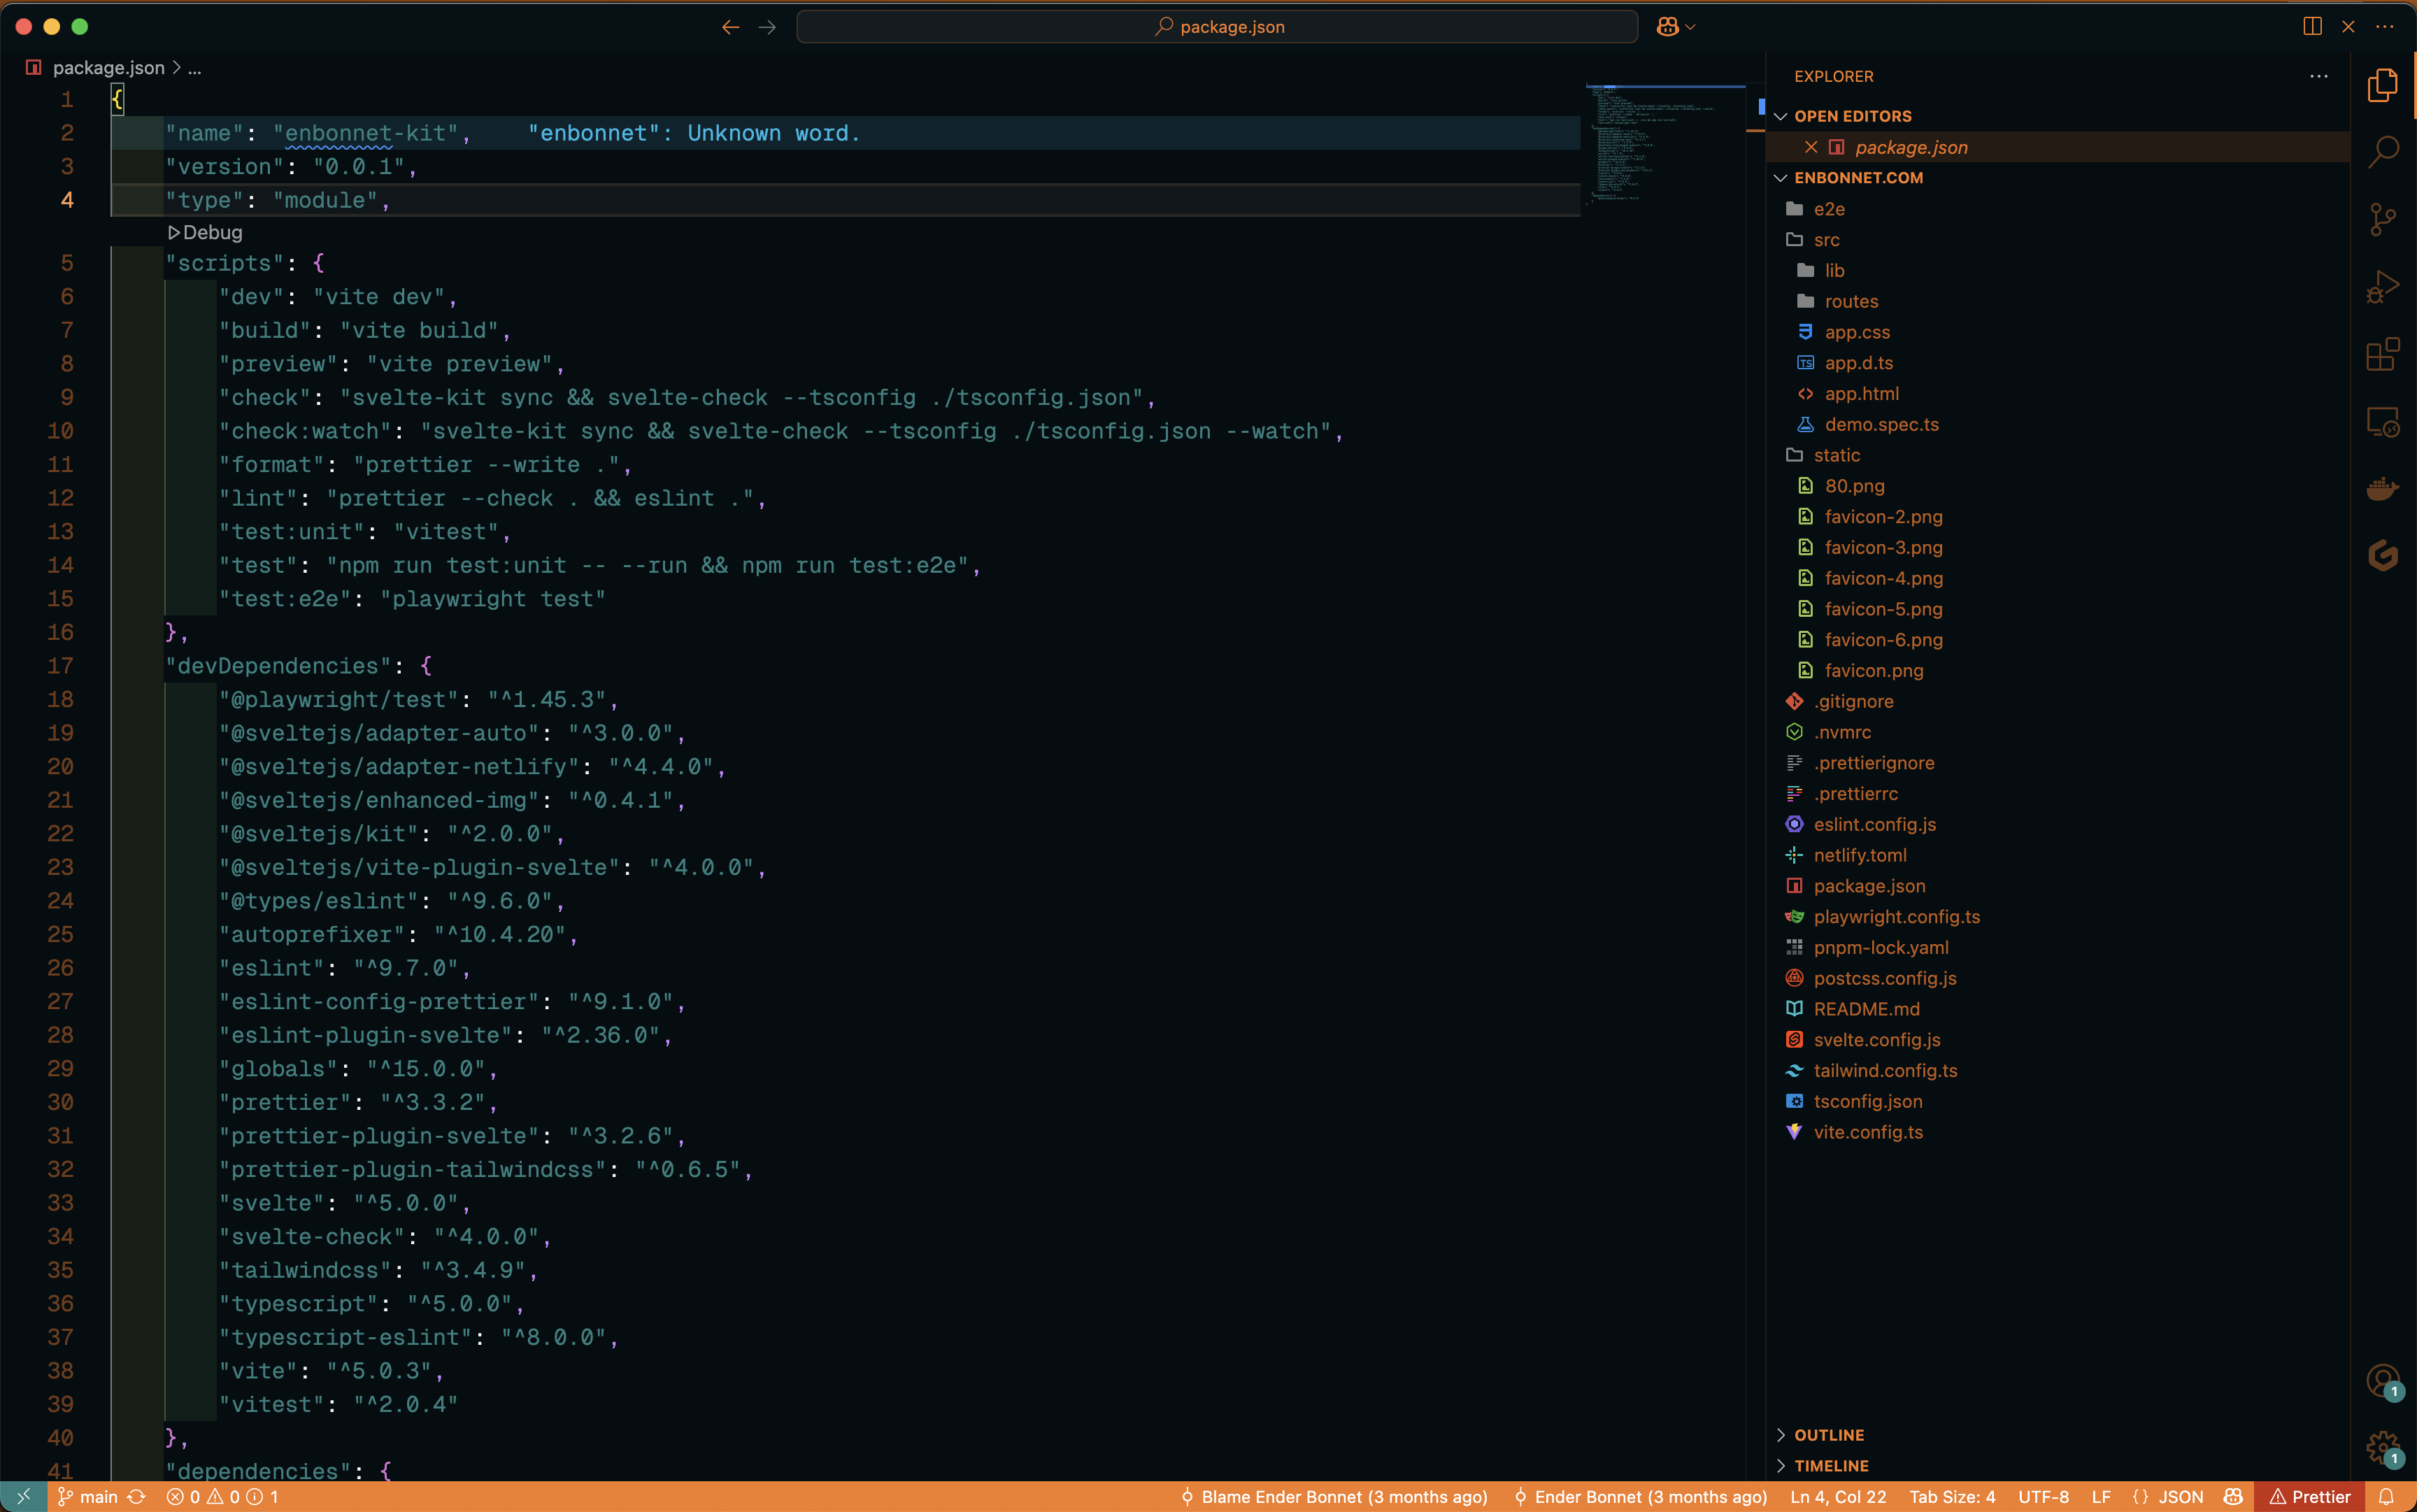 package.json
package.json > ...
1 {
2 "name": "enbonnet-kit", "enbonnet": Unknown word.
3 "version": "0.0.1",
4 "type": "module",
Debug
5 "scripts": {
6 "dev": "vite dev",
7 "build": "vite build",
8 "preview": "vite preview",
9 "check": "svelte-kit sync && svelte-check --tsconfig ./tsconfig.json",
10 "check:watch": "svelte-kit sync && svelte-check --tsconfig ./tsconfig.json --watch",
11 "format": "prettier --write .",
12 "lint": "prettier --check . && eslint .",
13 "test:unit": "vitest",
14 "test": "npm run test:unit -- --run && npm run test:e2e",
15 "test:e2e": "playwright test"
16 },
17 "devDependencies": {
18 "@playwright/test": "^1.45.3",
19 "@sveltejs/adapter-auto": "^3.0.0",
20 "@sveltejs/adapter-netlify": "^4.4.0",
21 "@sveltejs/enhanced-img": "^0.4.1",
22 "@sveltejs/kit": "^2.0.0",
23 "@sveltejs/vite-plugin-svelte": "^4.0.0",
24 "@types/eslint": "^9.6.0",
25 "autoprefixer": "^10.4.20",
26 "eslint": "^9.7.0",
27 "eslint-config-prettier": "^9.1.0",
28 "eslint-plugin-svelte": "^2.36.0",
29 "globals": "^15.0.0",
30 "prettier": "^3.3.2",
31 "prettier-plugin-svelte": "^3.2.6",
32 "prettier-plugin-tailwindcss": "^0.6.5",
33 "svelte": "^5.0.0",
34 "svelte-check": "^4.0.0",
35 "tailwindcss": "^3.4.9",
36 "typescript": "^5.0.0",
37 "typescript-eslint": "^8.0.0",
38 "vite": "^5.0.3",
39 "vitest": "^2.0.4"
40 },
41 "dependencies": {
EXPLORER
OPEN EDITORS
package.json
ENBONNET.COM
e2e
src
lib
routes
app.css
app.d.ts
app.html
demo.spec.ts
static
80.png
favicon-2.png
favicon-3.png
favicon-4.png
favicon-5.png
favicon-6.png
favicon.png
.gitignore
.nvmrc
.prettierignore
.prettierrc
eslint.config.js
netlify.toml
package.json
playwright.config.ts
pnpm-lock.yaml
postcss.config.js
README.md
svelte.config.js
tailwind.config.ts
tsconfig.json
vite.config.ts
OUTLINE
TIMELINE
1
1
main 0 0 1 Blame Ender Bonnet (3 months ago) Ender Bonnet (3 months ago) Ln 4, Col 22 Tab Size: 4 UTF-8 LF {} JSON Prettier